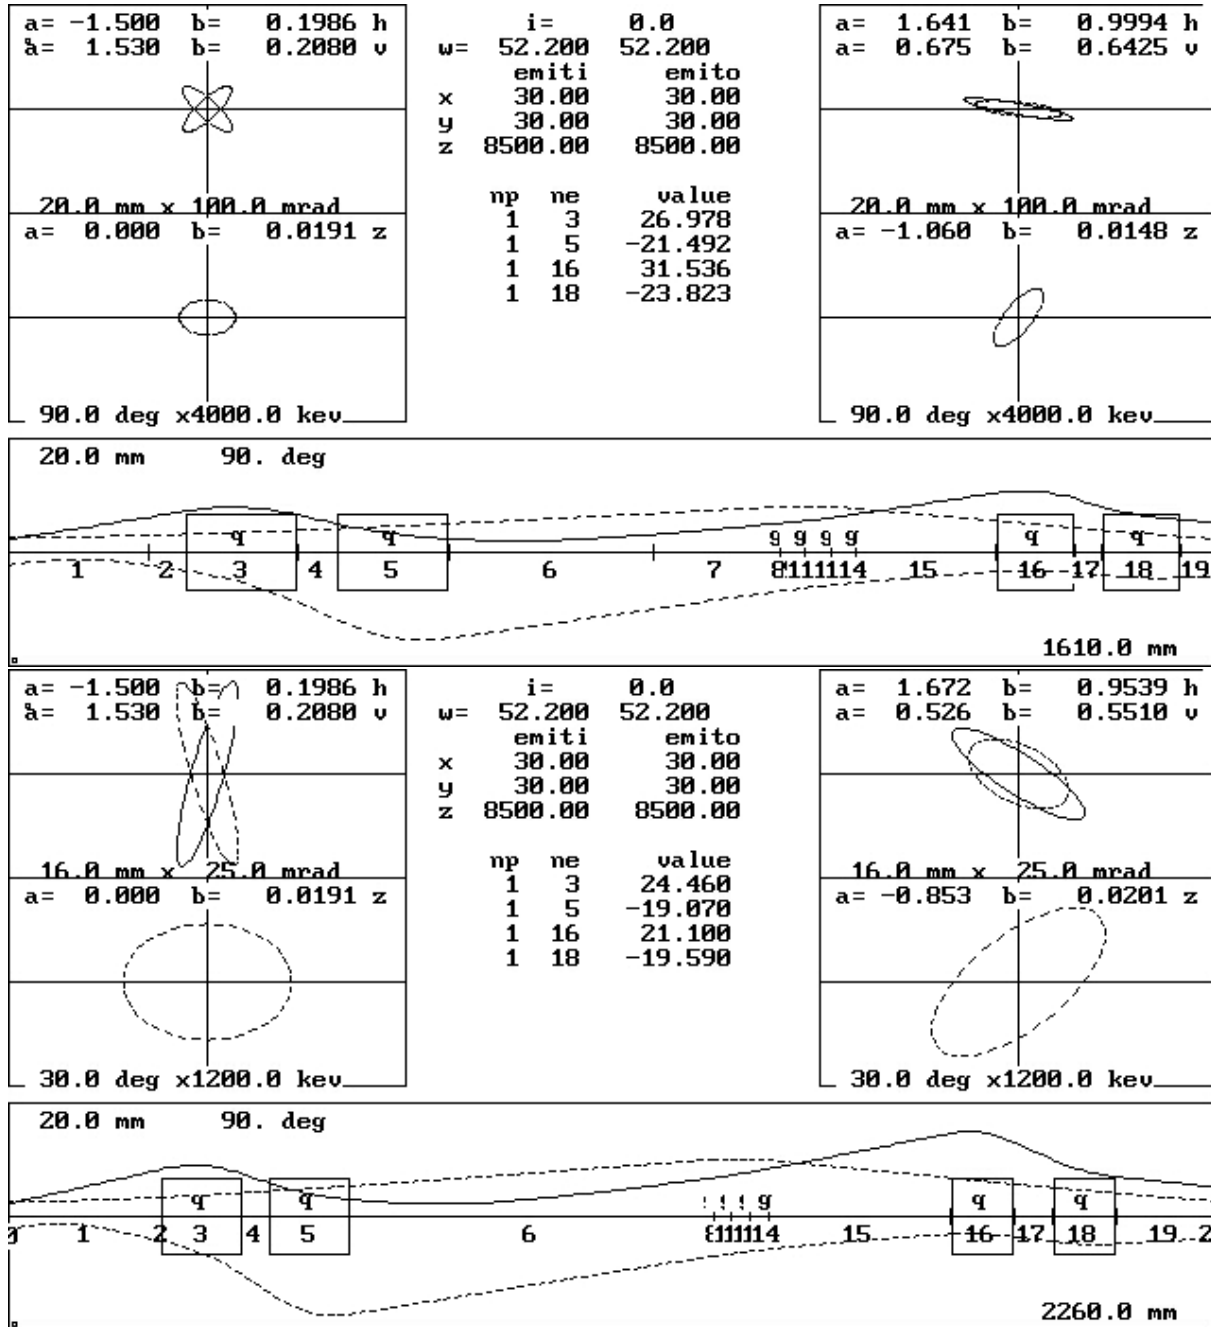 a= -1.500 b= 0.1986 h
a= 1.530 b= 0.2080 v
20.0 mm x 100.0 mrad
a= 0.000 b= 0.0191 z
90.0 deg x4000.0 kev
i= 0.0
w= 52.200 52.200
emiti emito
x 30.00 30.00
y 30.00 30.00
z 8500.00 8500.00
np ne value
1 3 26.978
1 5 -21.492
1 16 31.536
1 18 -23.823
a= 1.641 b= 0.9994 h
a= 0.675 b= 0.6425 v
20.0 mm x 100.0 mrad
a= -1.060 b= 0.0148 z
90.0 deg x4000.0 kev
20.0 mm 90. deg
q q g g g g q q
1 2 3 4 5 6 7 14 15 16 17 18 19
1610.0 mm
a= -1.500 b= 0.1986 h
a= 1.530 b= 0.2080 v
16.0 mm x 25.0 mrad
a= 0.000 b= 0.0191 z
30.0 deg x1200.0 kev
i= 0.0
w= 52.200 52.200
emiti emito
x 30.00 30.00
y 30.00 30.00
z 8500.00 8500.00
np ne value
1 3 24.460
1 5 -19.070
1 16 21.100
1 18 -19.590
a= 1.672 b= 0.9539 h
a= 0.526 b= 0.5510 v
16.0 mm x 25.0 mrad
a= -0.853 b= 0.0201 z
30.0 deg x1200.0 kev
20.0 mm 90. deg
q q g q q
1 2 3 4 5 6 14 15 16 17 18 19 2
2260.0 mm